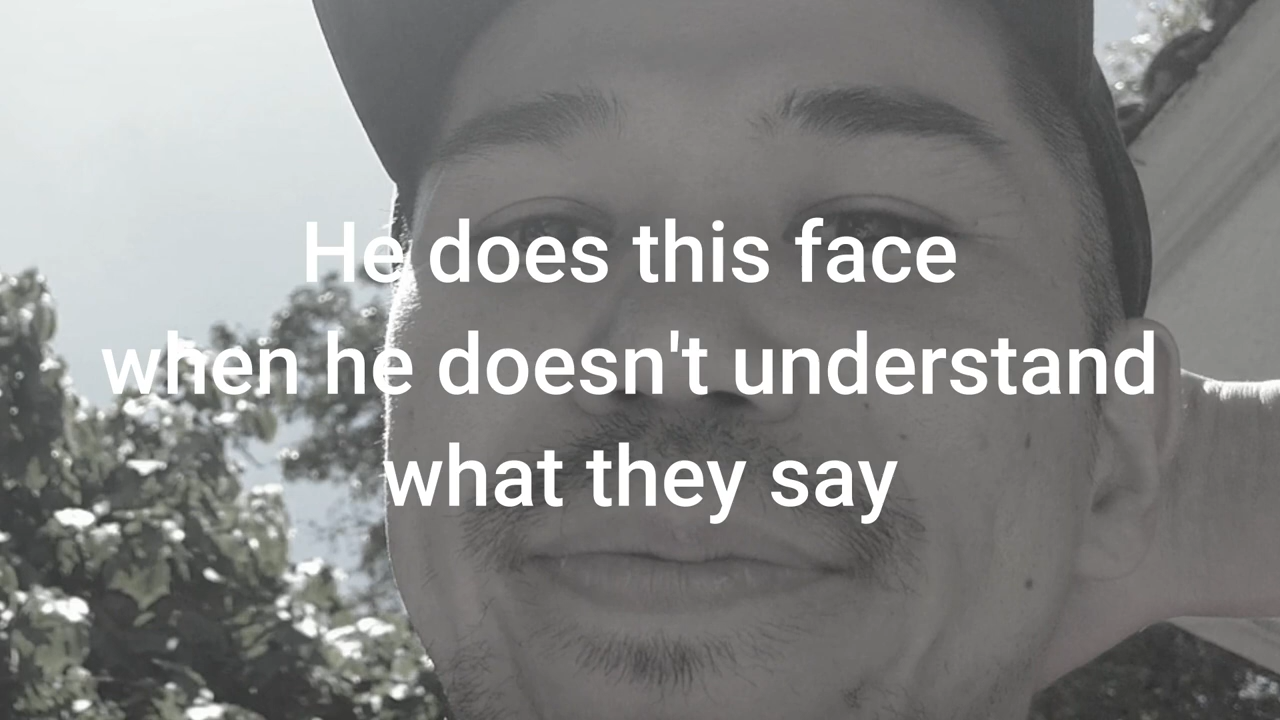 He does this face
when he doesn't understand
what they say